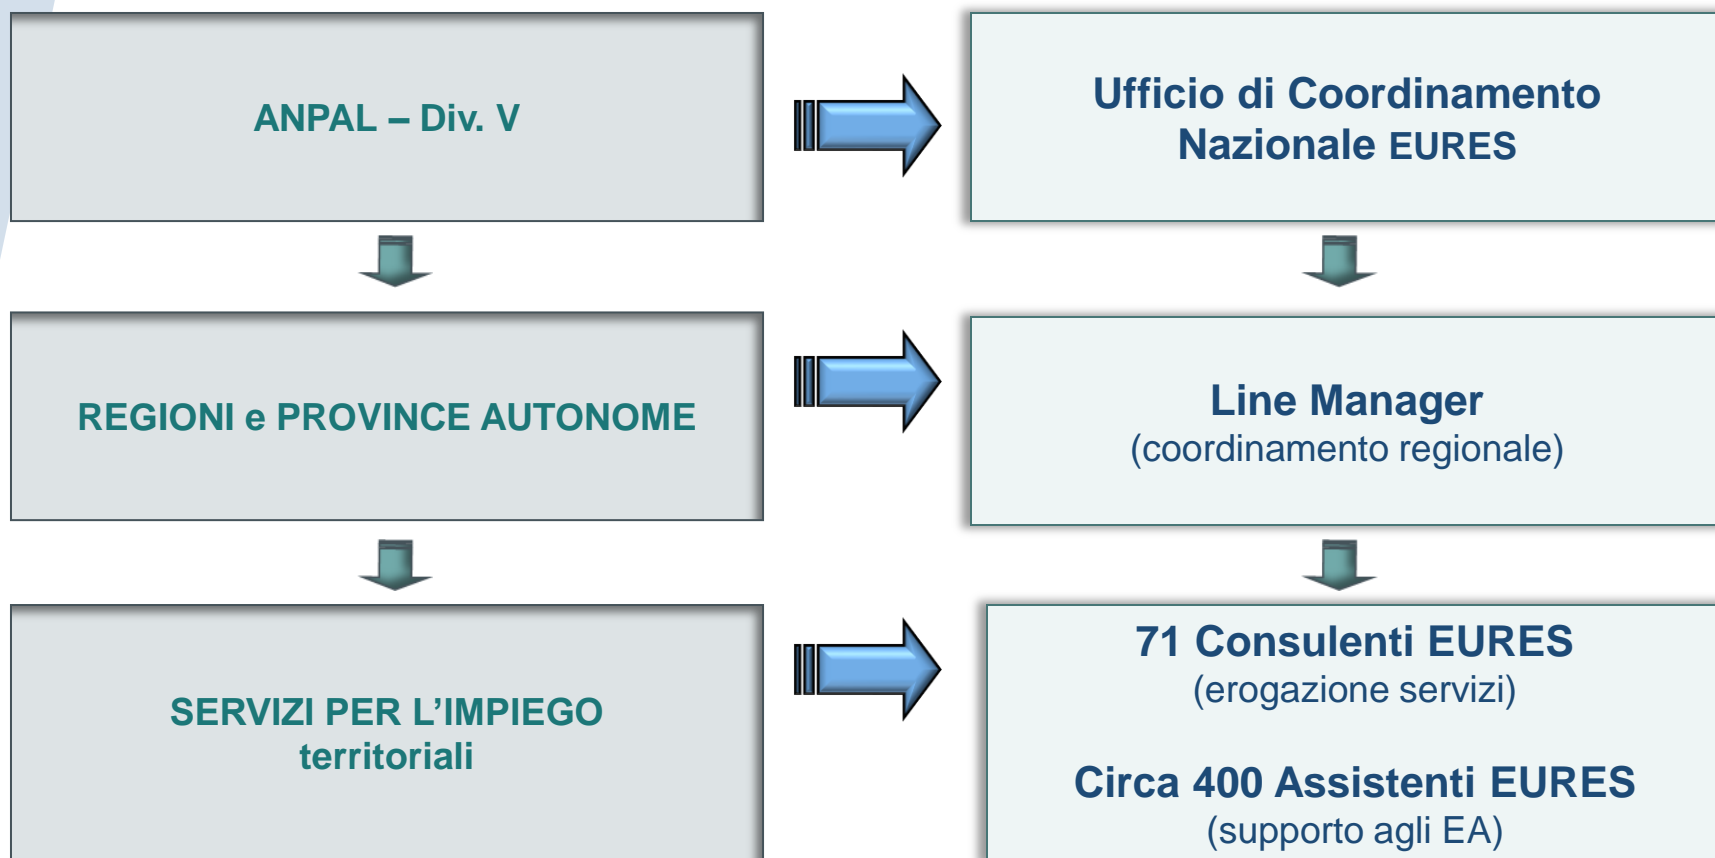 ANPAL – Div. V
Ufficio di Coordinamento
Nazionale EURES
REGIONI e PROVINCE AUTONOME
Line Manager
(coordinamento regionale)
SERVIZI PER L’IMPIEGO
territoriali
71 Consulenti EURES
(erogazione servizi)
Circa 400 Assistenti EURES
(supporto agli EA)